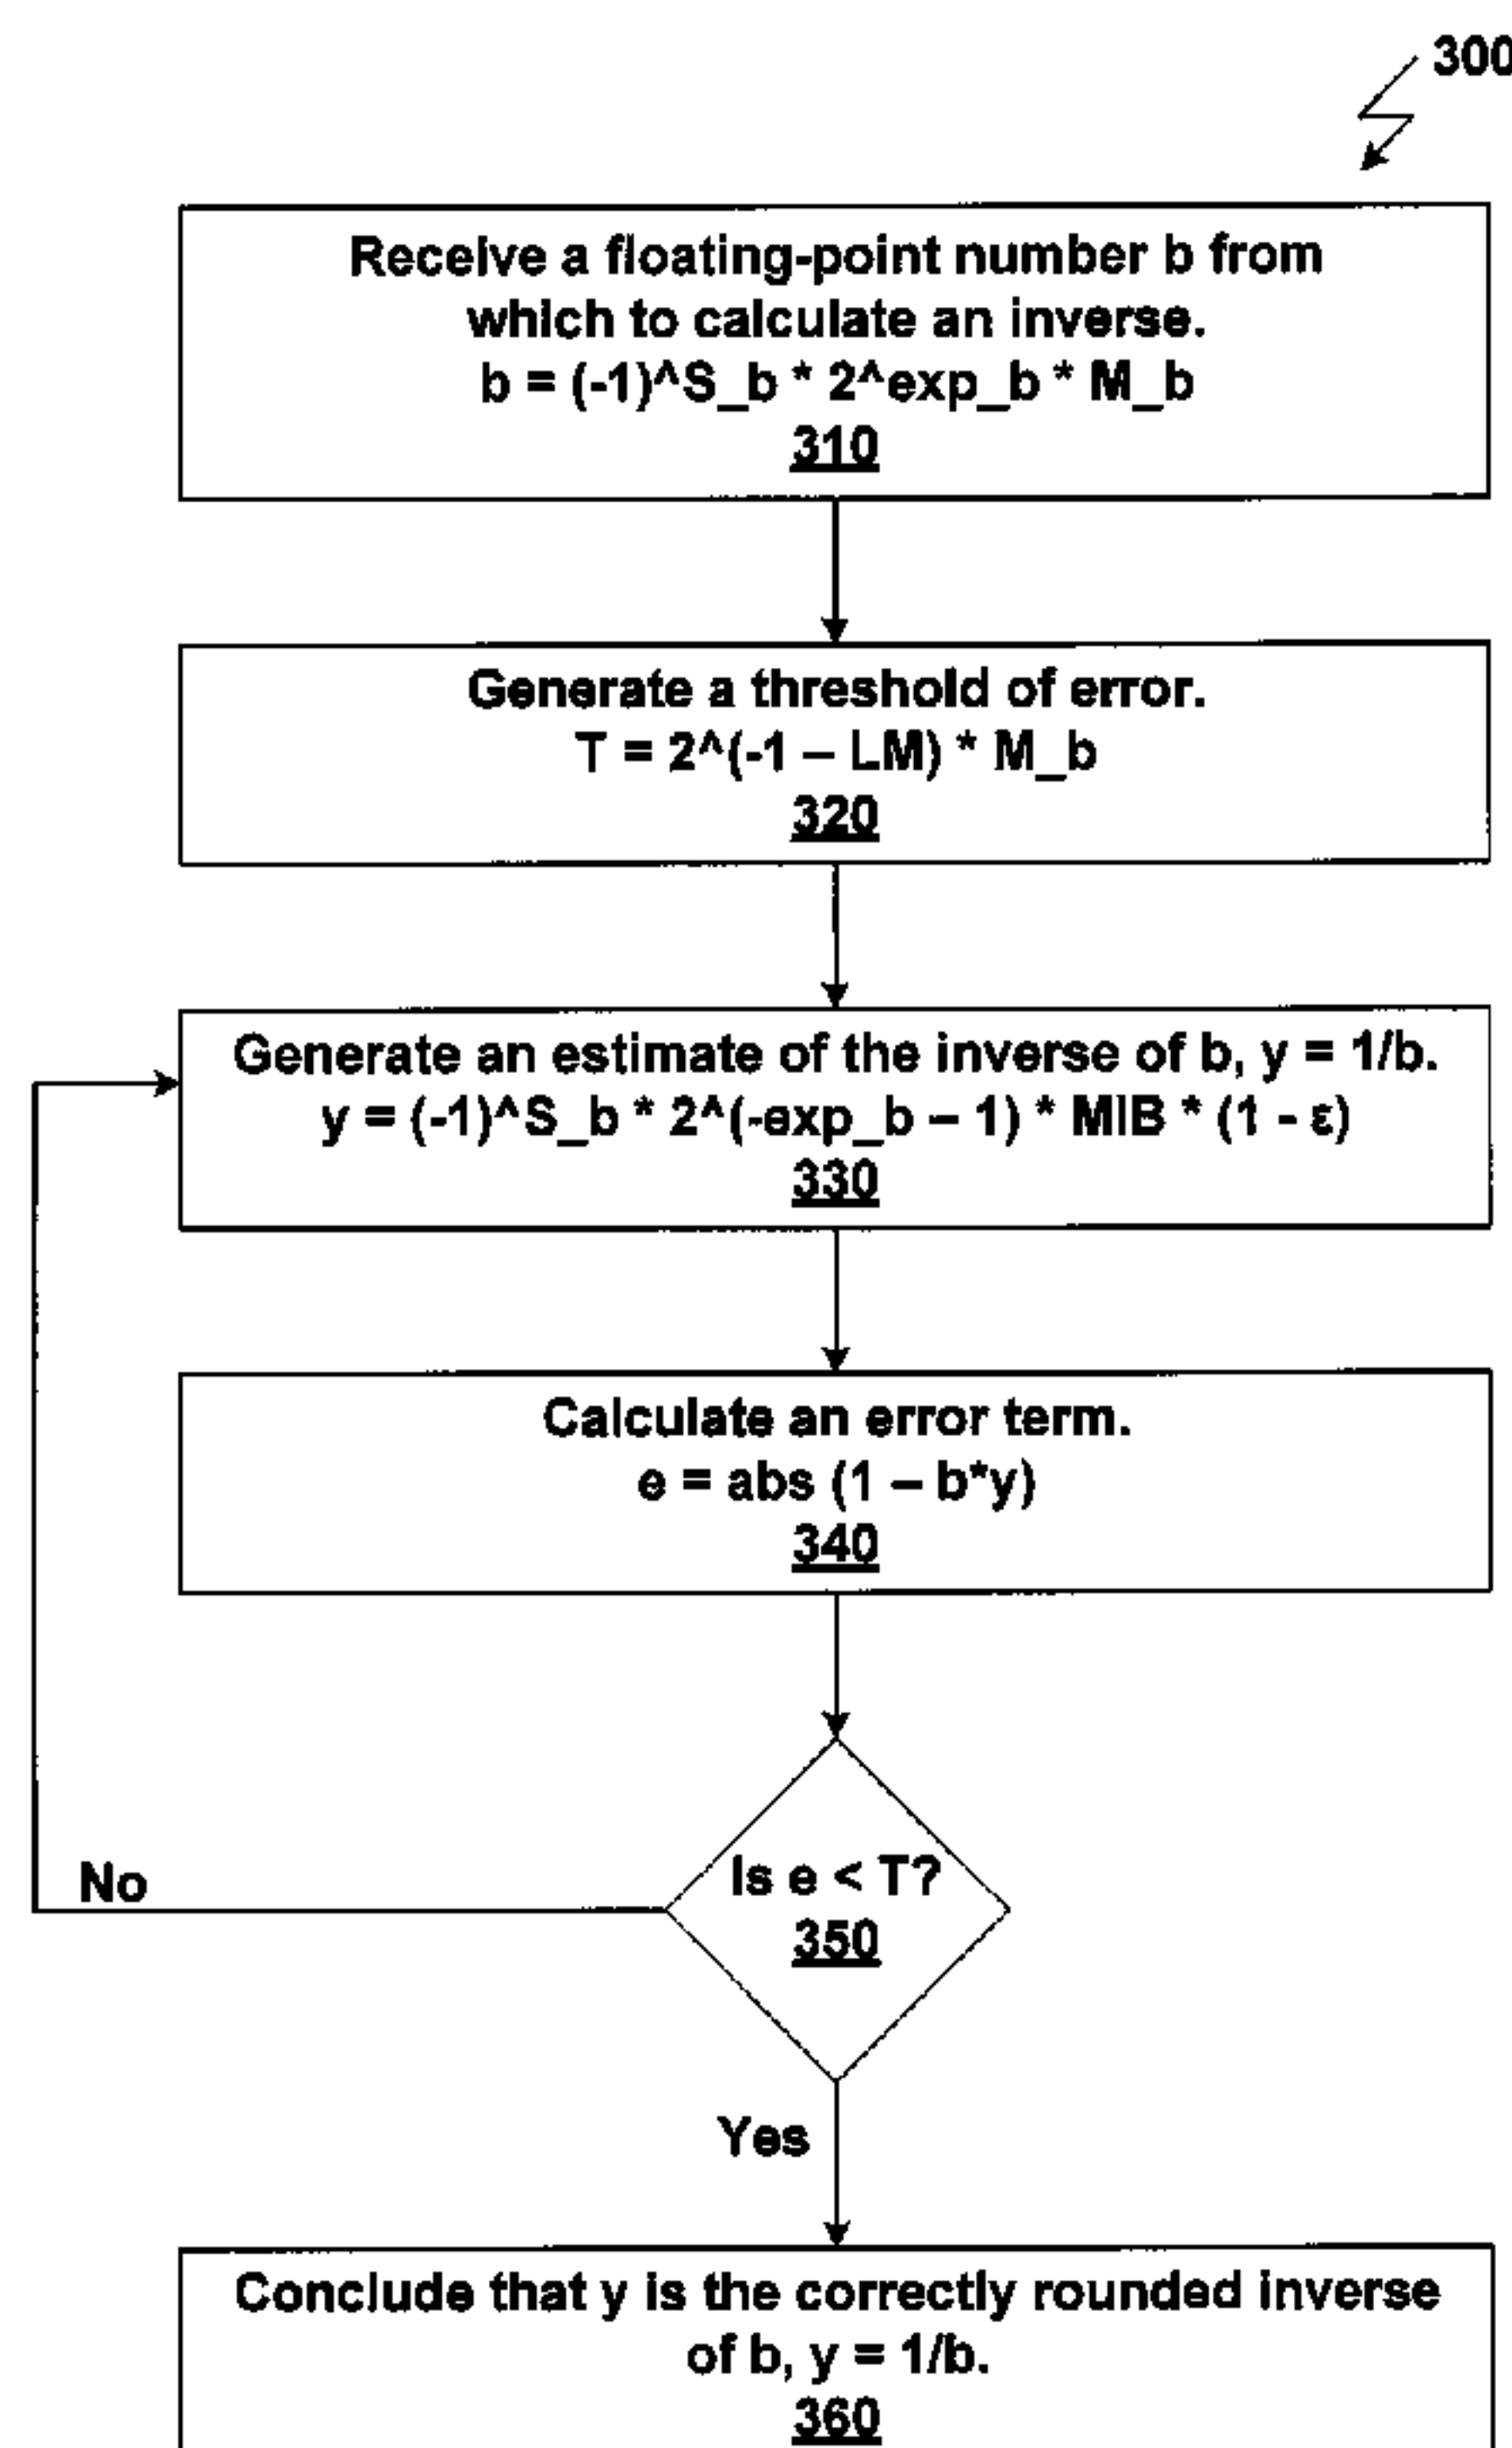 300
Receive a floating-point number b from
which to calculate an inverse.
b = (-1)^S_b * 2^exp_b * M_b
310
Generate a threshold of error.
T = 2^(-1 – LM) * M_b
320
Generate an estimate of the inverse of b, y = 1/b.
y = (-1)^S_b * 2^(-exp_b – 1) * MIB * (1 - ε)
330
Calculate an error term.
e = abs (1 – b*y)
340
Is e < T?
350
No
Yes
Conclude that y is the correctly rounded inverse
of b, y = 1/b.
360